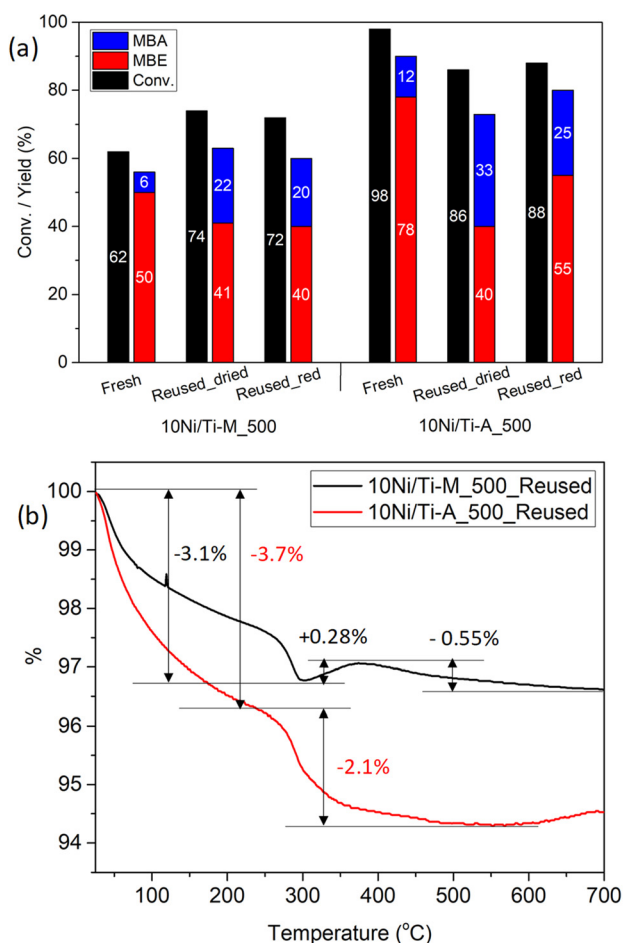 (a)
MBA
MBE
Conv.
Conv. / Yield (%)
100
80
60
40
20
0
62
6
50
74
22
41
72
20
40
98
12
78
86
33
40
88
25
55
Fresh
Reused_dried
Reused_red
Fresh
Reused_dried
Reused_red
10Ni/Ti-M_500
10Ni/Ti-A_500
(b)
10Ni/Ti-M_500_Reused
10Ni/Ti-A_500_Reused
%
100
99
98
97
96
95
94
-3.1%
-3.7%
+0.28%
- 0.55%
-2.1%
100 200 300 400 500 600 700
Temperature (°C)